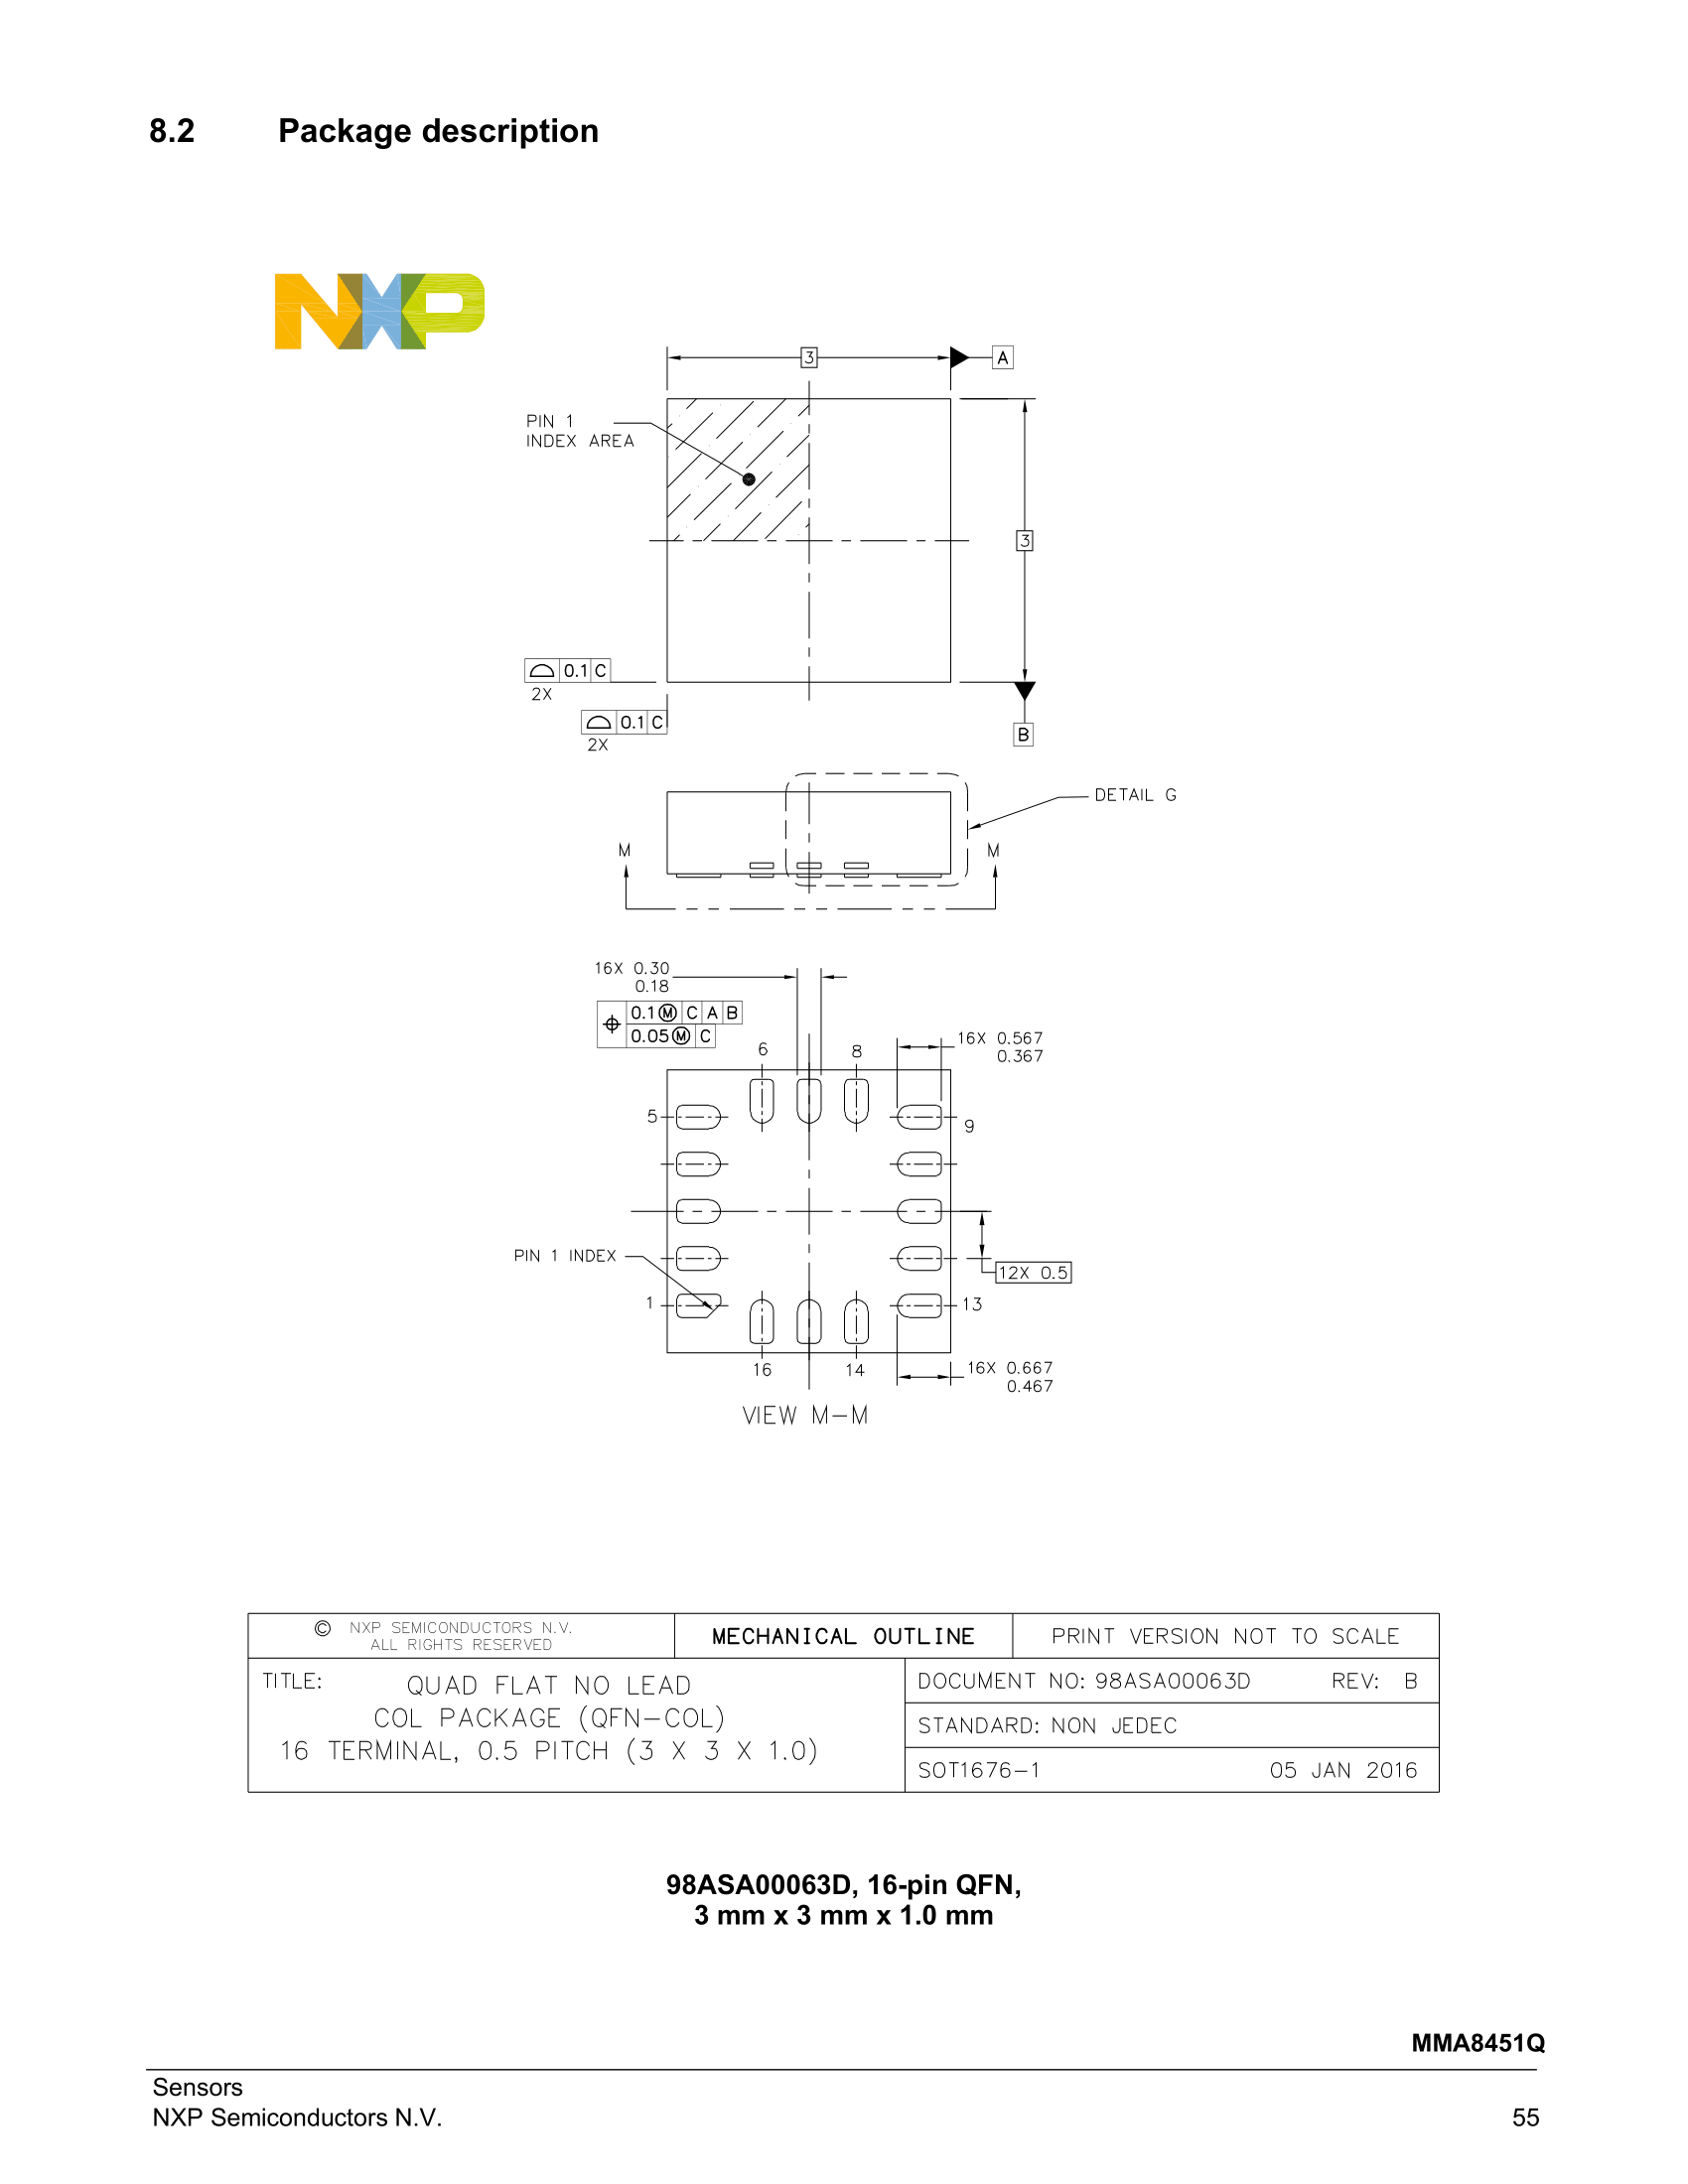 8.2 Package description
NXP
3
A
PIN 1
INDEX AREA
3
0.1 C
2X
0.1 C
2X
B
DETAIL G
M
M
16X 0.30
0.18
0.1 Ⓜ C A B
0.05 Ⓜ C
6
8
16X 0.567
0.367
5
9
PIN 1 INDEX
12X 0.5
1
13
16
14
16X 0.667
0.467
VIEW M-M
© NXP SEMICONDUCTORS N.V.
ALL RIGHTS RESERVED
MECHANICAL OUTLINE
PRINT VERSION NOT TO SCALE
TITLE: QUAD FLAT NO LEAD
COL PACKAGE (QFN-COL)
16 TERMINAL, 0.5 PITCH (3 X 3 X 1.0)
DOCUMENT NO: 98ASA00063D REV: B
STANDARD: NON JEDEC
SOT1676-1 05 JAN 2016
98ASA00063D, 16-pin QFN,
3 mm x 3 mm x 1.0 mm
MMA8451Q
Sensors
NXP Semiconductors N.V. 55